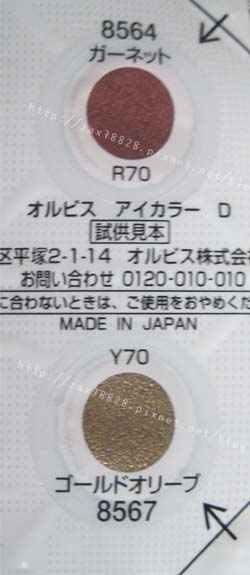 8564
ガーネット
R70
オルビス アイカラー D
試供見本
区平塚2-1-14 オルビス株式会
お問い合わせ 0120-010-010
に合わないときは、ご使用をおやめくだ
MADE IN JAPAN
Y70
ゴールドオリーブ
8567